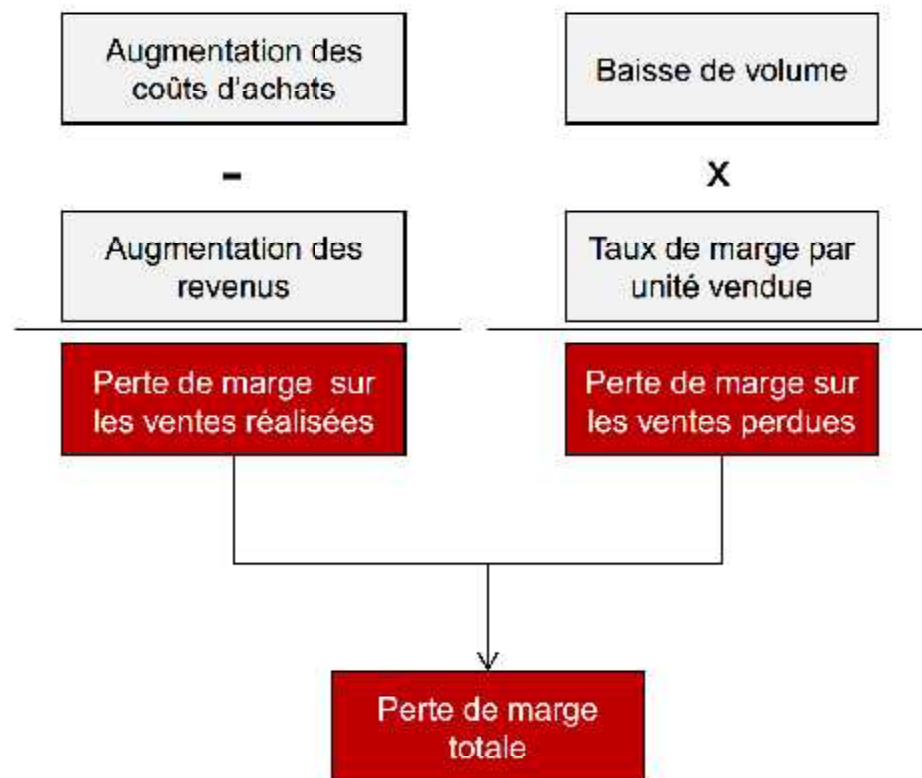 Augmentation des
coûts d'achats
-
Augmentation des
revenus
Perte de marge sur
les ventes réalisées
Baisse de volume
X
Taux de marge par
unité vendue
Perte de marge sur
les ventes perdues
Perte de marge
totale